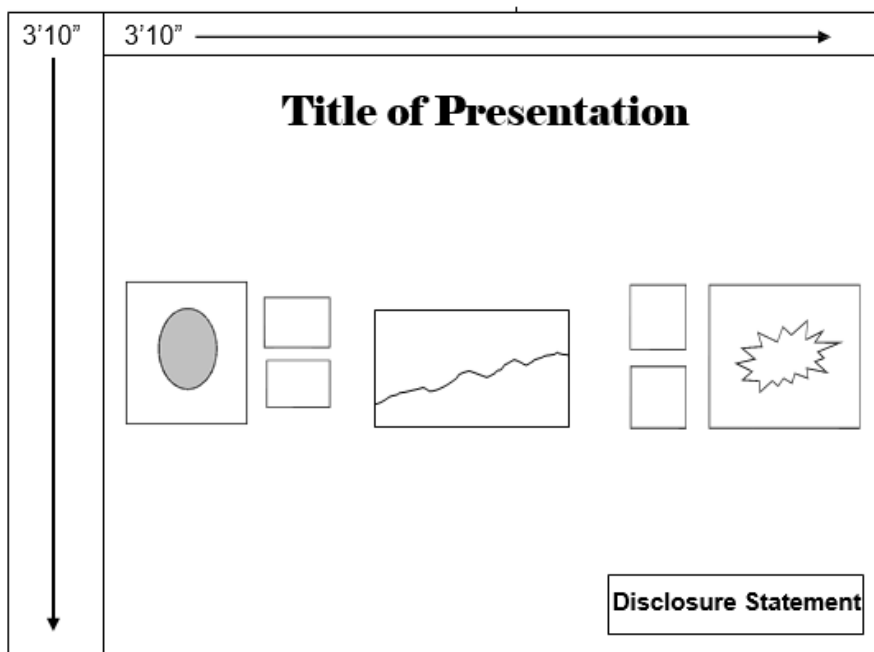 3’10”
3’10”
Title of Presentation
Disclosure Statement